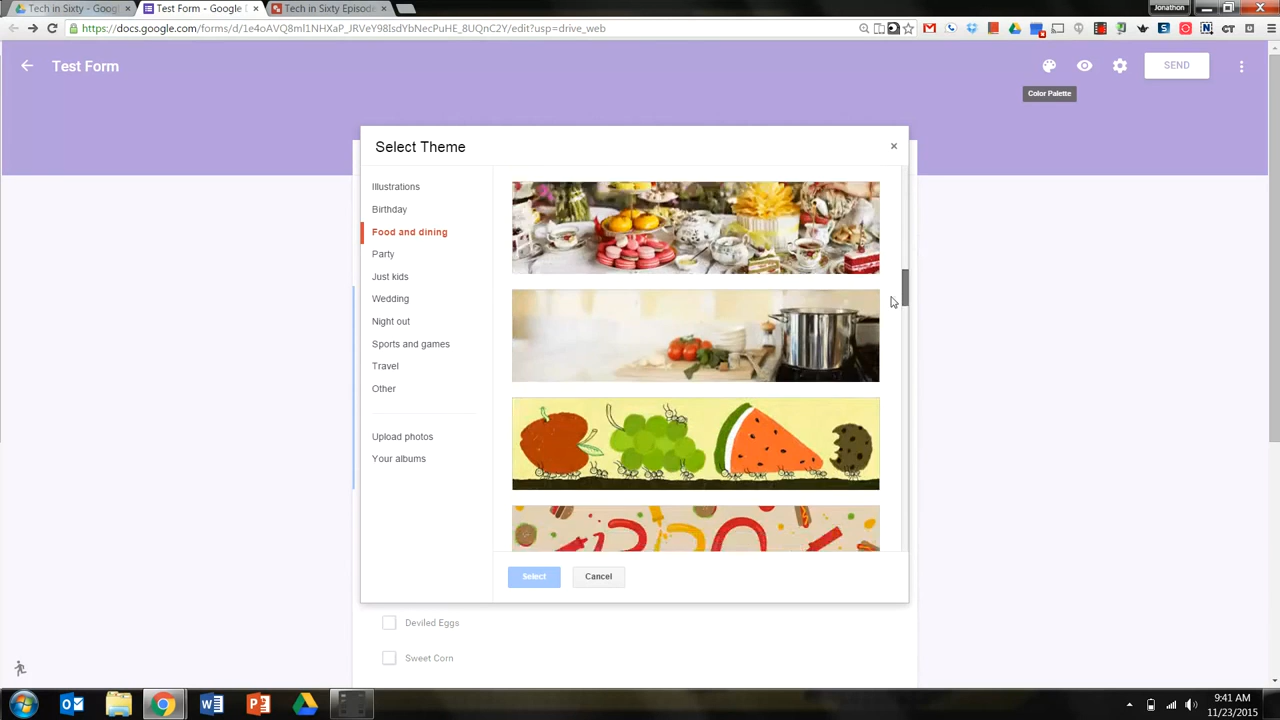 Tech in Sixty - Googl
Test Form - Google
Tech in Sixty Episode
Jonathon
https://docs.google.com/forms/d/1e4oAVQ8ml1NHXaP_JRVeY98lsdYbNecPuHE_8UQnC2Y/edit?usp=drive_web
Test Form
SEND
Color Palette
Select Theme
Illustrations
Birthday
Food and dining
Party
Just kids
Wedding
Night out
Sports and games
Travel
Other
Upload photos
Your albums
Select
Cancel
Deviled Eggs
Sweet Corn
9:41 AM
11/23/2015